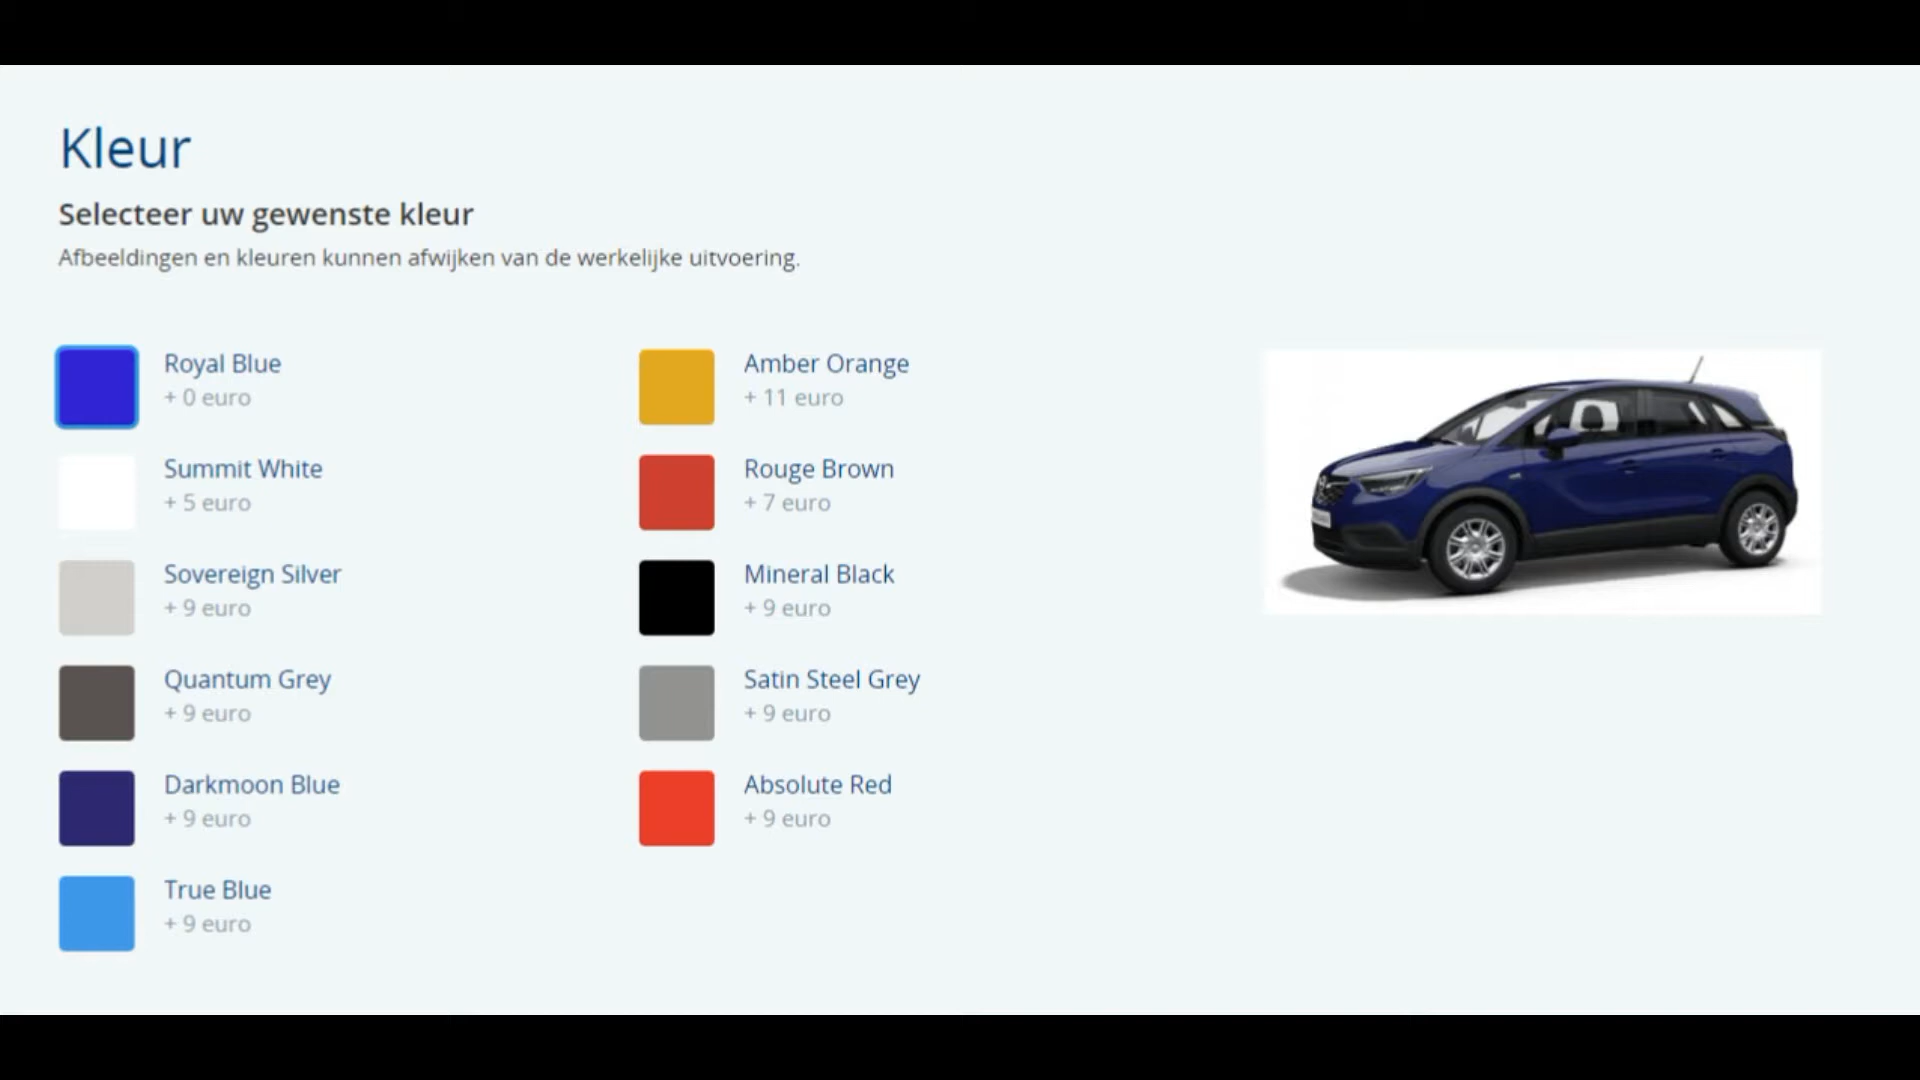 Kleur
Selecteer uw gewenste kleur
Afbeeldingen en kleuren kunnen afwijken van de werkelijke uitvoering.
Royal Blue
+ 0 euro
Summit White
+ 5 euro
Sovereign Silver
+ 9 euro
Quantum Grey
+ 9 euro
Darkmoon Blue
+ 9 euro
True Blue
+ 9 euro
Amber Orange
+ 11 euro
Rouge Brown
+ 7 euro
Mineral Black
+ 9 euro
Satin Steel Grey
+ 9 euro
Absolute Red
+ 9 euro